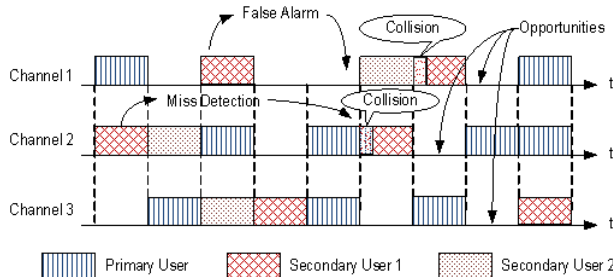 False Alarm
Collision
Opportunities
Channel 1
t
Miss Detection
Collision
Channel 2
t
Channel 3
t
Primary User
Secondary User 1
Secondary User 2